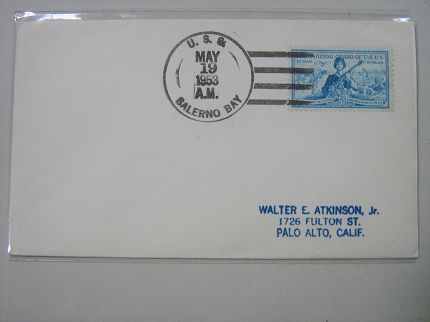 U. S. S.
MAY
19
1953
A.M.
SALERNO BAY
NATIONAL GUARD OF THE U.S.
WALTER E. ATKINSON, Jr.
1726 FULTON ST.
PALO ALTO, CALIF.